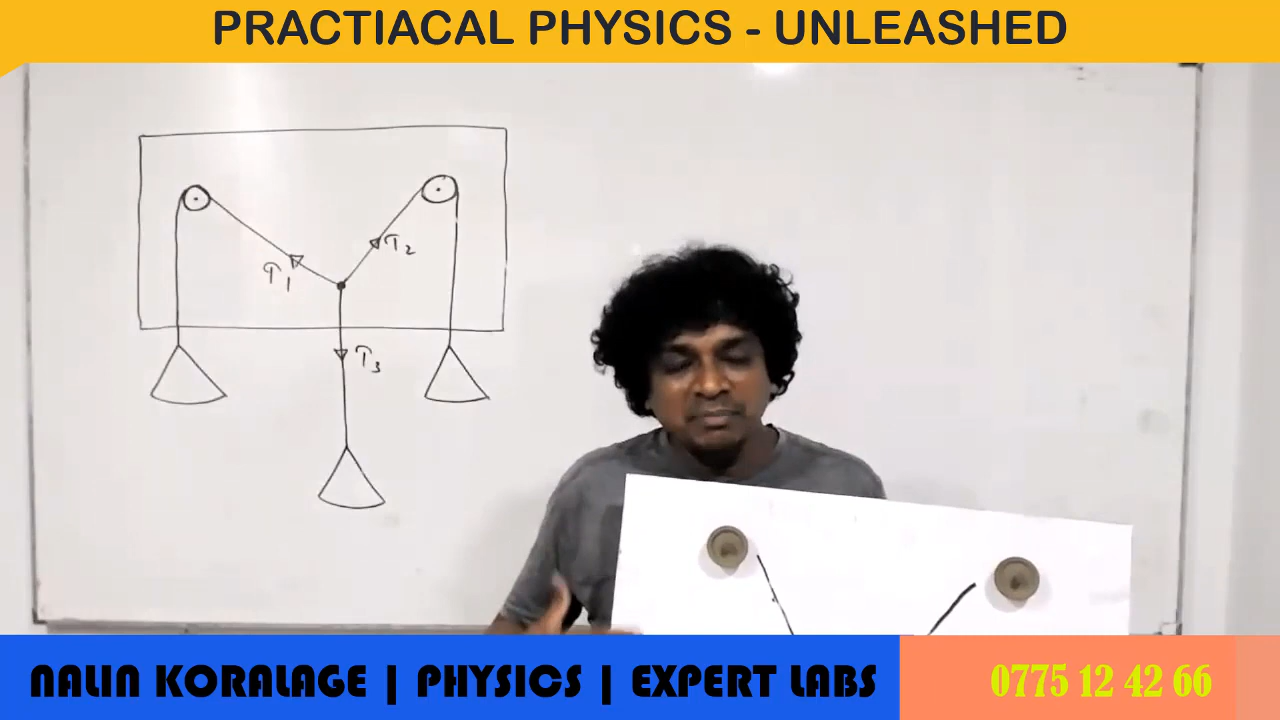 PRACTIACAL PHYSICS - UNLEASHED
T1
T2
T3
NALIN KORALAGE | PHYSICS | EXPERT LABS
0775 12 42 66